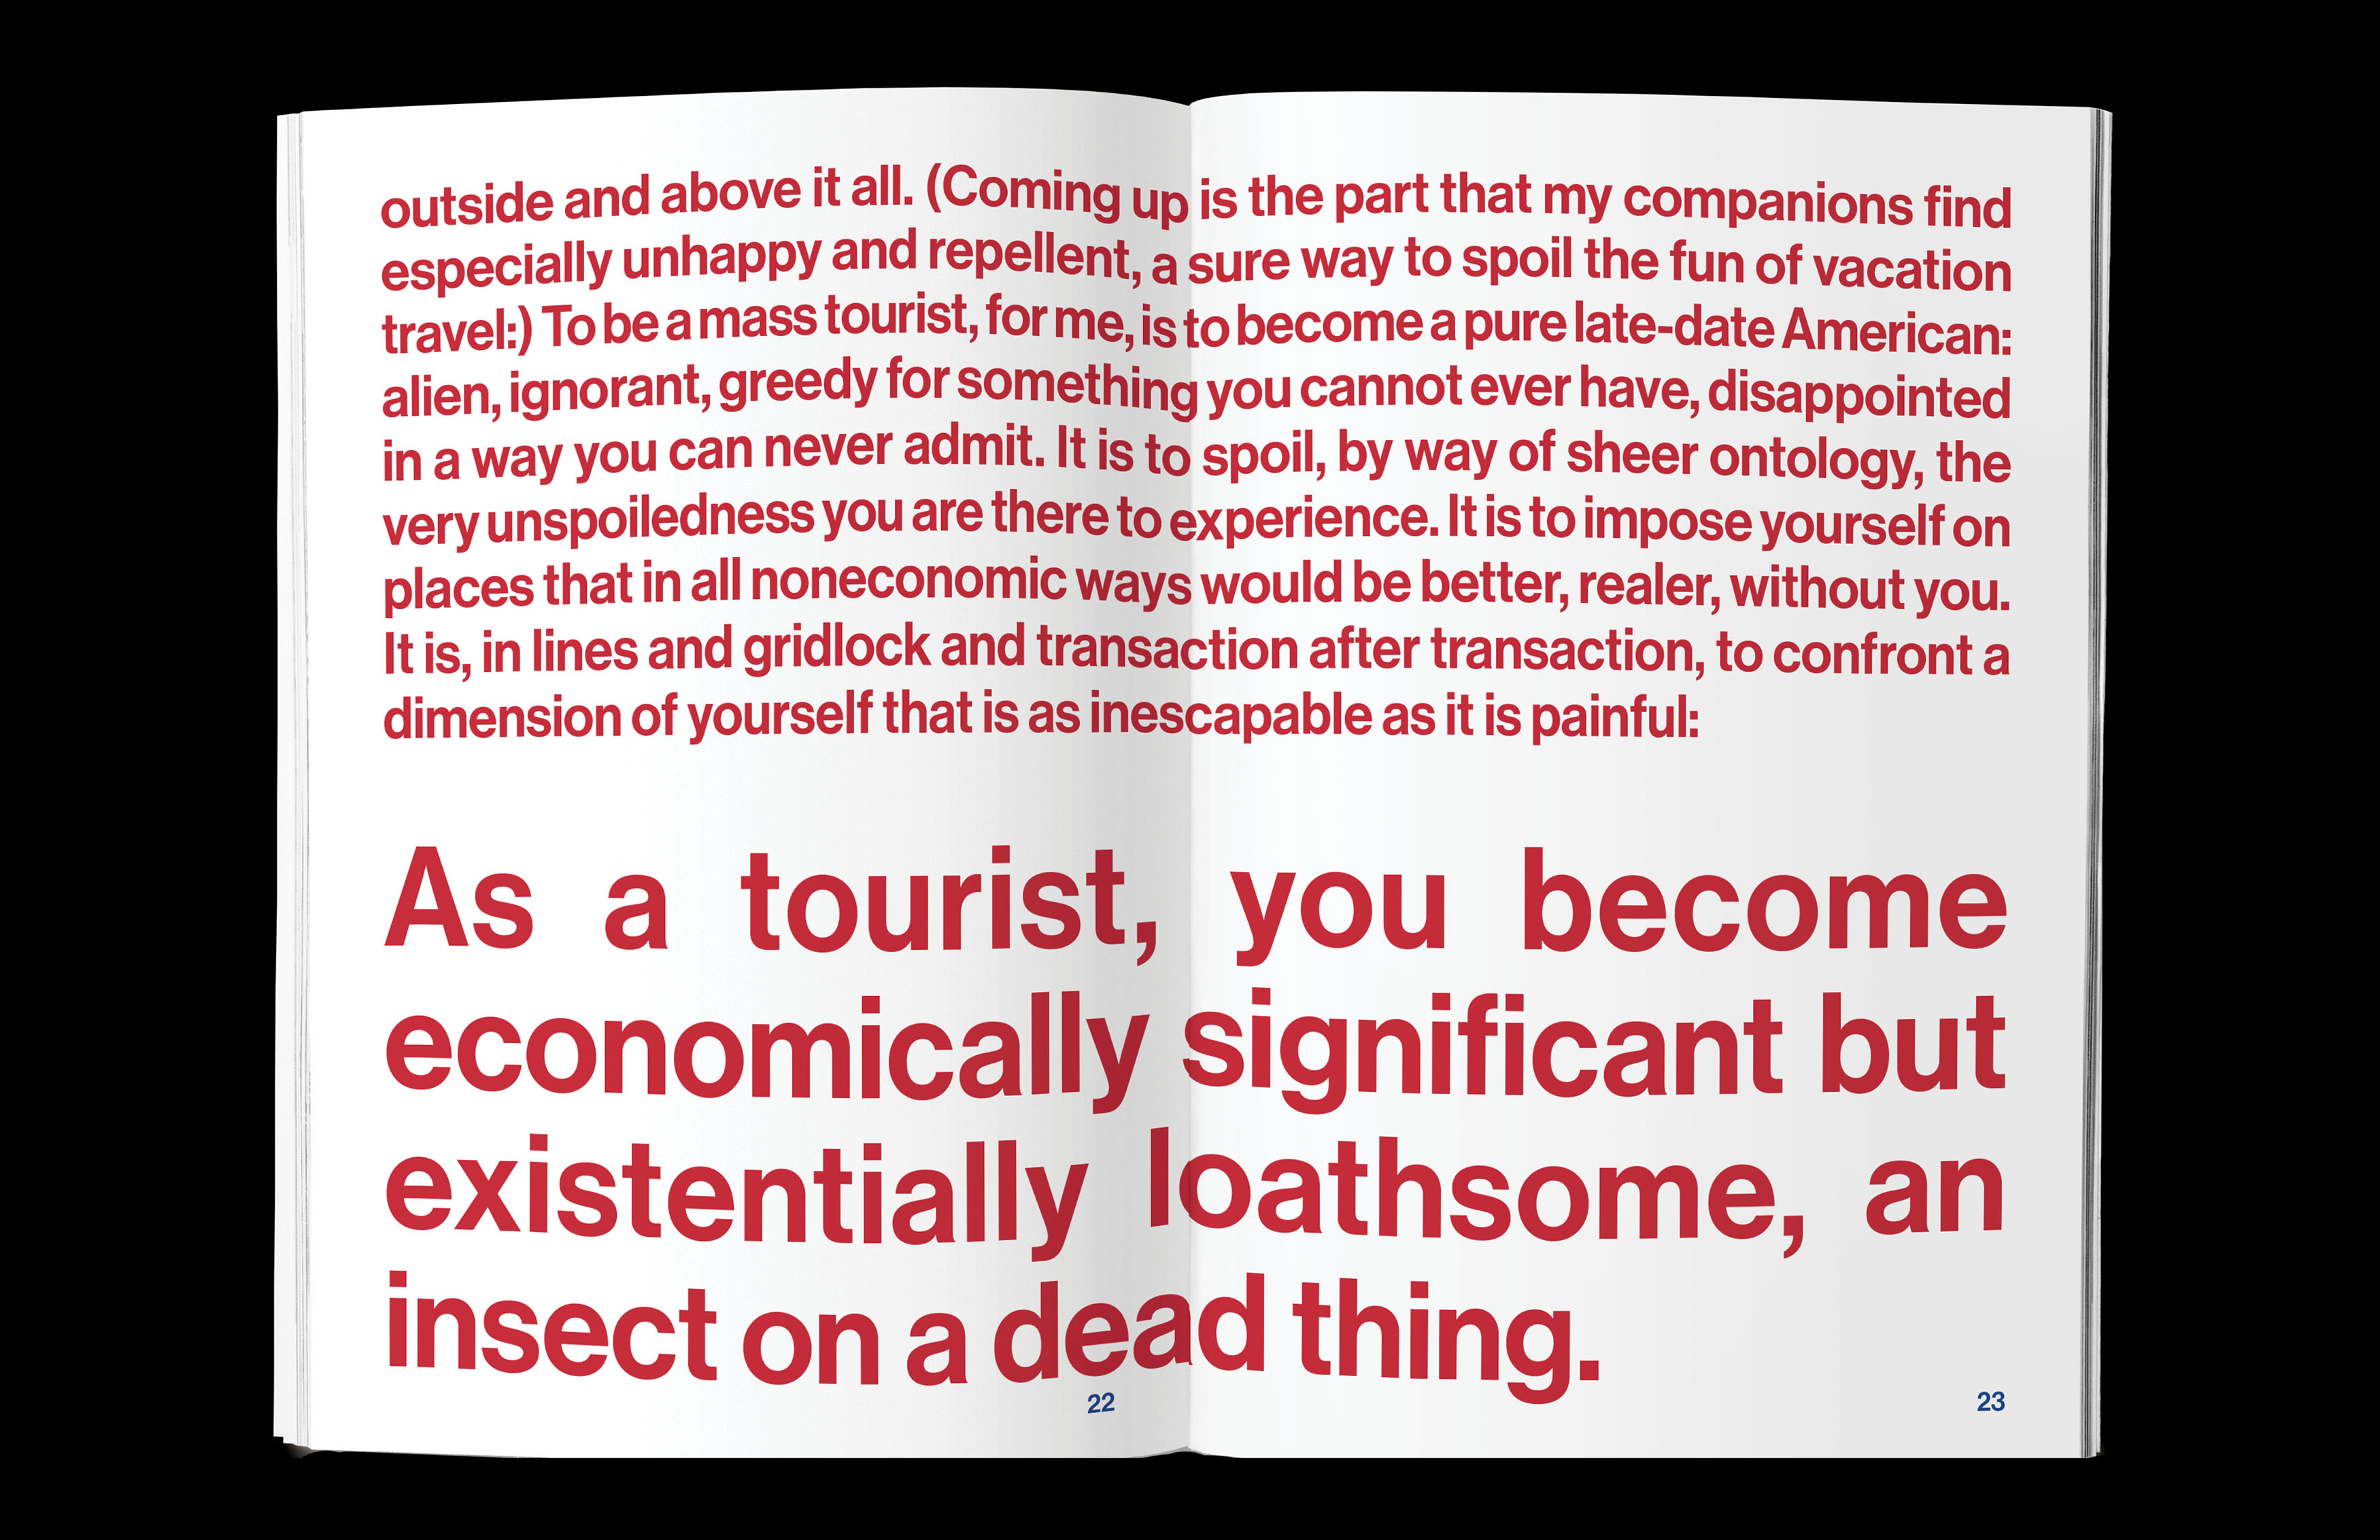 outside and above it all. (Coming up is the part that my companions find
especially unhappy and repellent, a sure way to spoil the fun of vacation
travel:) To be a mass tourist, for me, is to become a pure late-date American:
alien, ignorant, greedy for something you cannot ever have, disappointed
in a way you can never admit. It is to spoil, by way of sheer ontology, the
very unspoiledness you are there to experience. It is to impose yourself on
places that in all noneconomic ways would be better, realer, without you.
It is, in lines and gridlock and transaction after transaction, to confront a
dimension of yourself that is as inescapable as it is painful:
As a tourist, you become
economically significant but
existentially loathsome, an
insect on a dead thing.
22
23